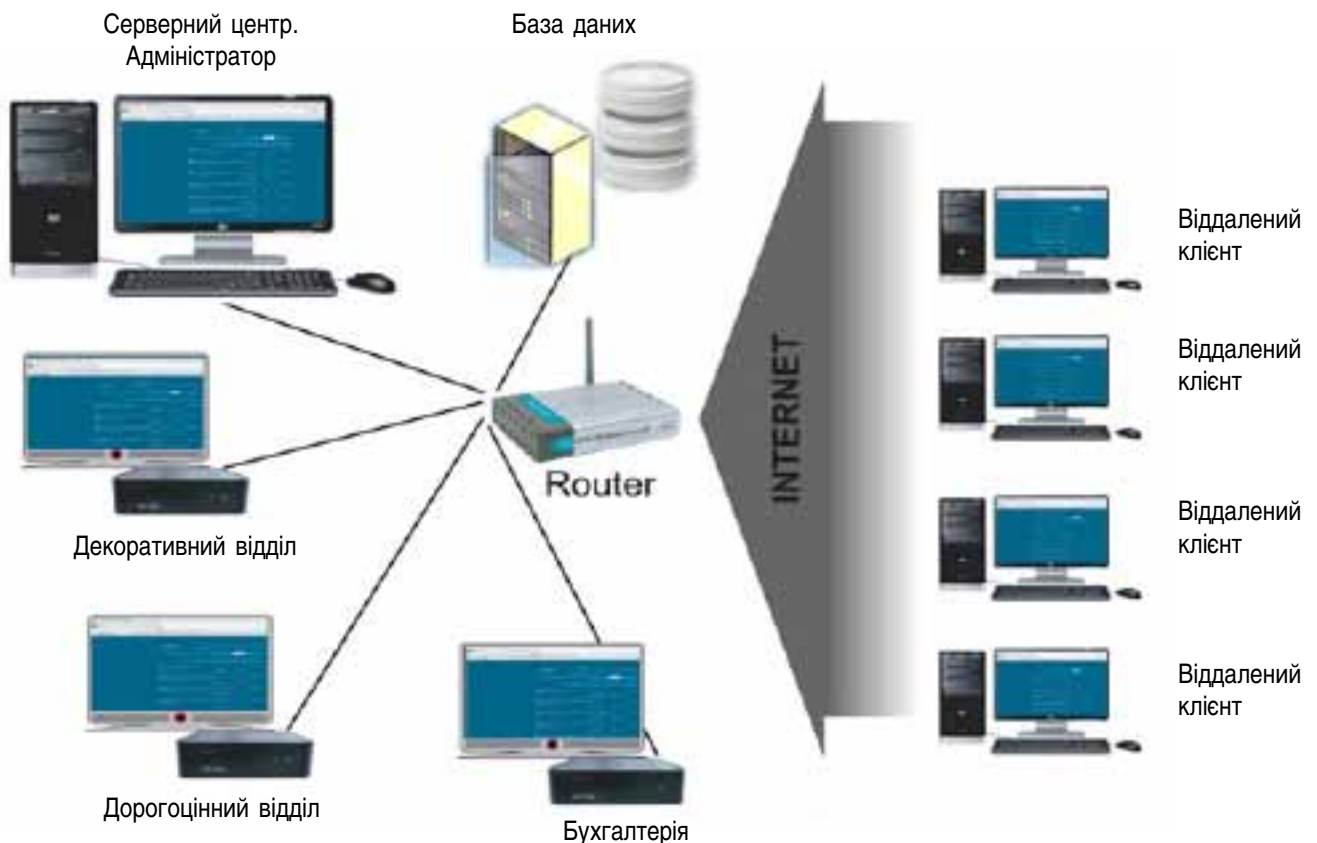 Серверний центр.
Адміністратор
База даних
Віддалений
клієнт
Віддалений
клієнт
INTERNET
Router
Декоративний відділ
Віддалений
клієнт
Віддалений
клієнт
Дорогоцінний відділ
Бухгалтерія